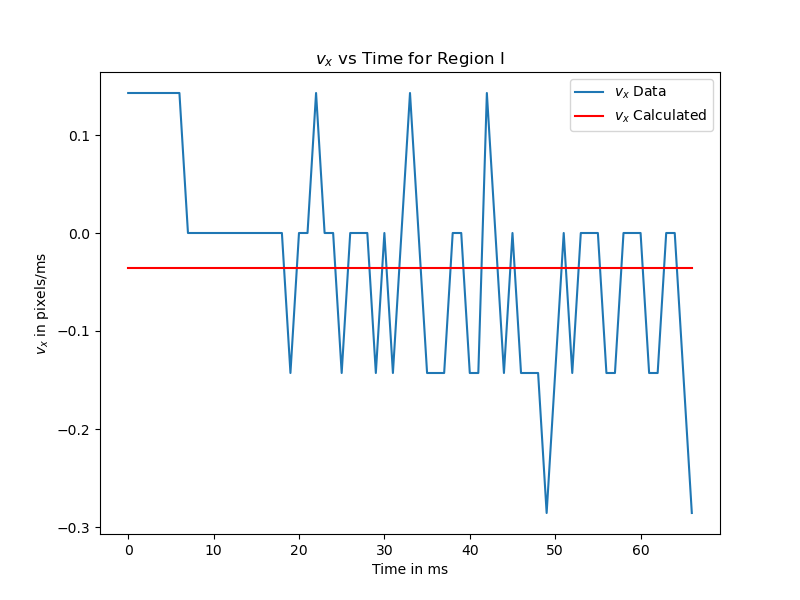 v_x vs Time for Region I
v_x Data
v_x Calculated
0.1
0.0
−0.1
−0.2
−0.3
v_x in pixels/ms
0 10 20 30 40 50 60
Time in ms